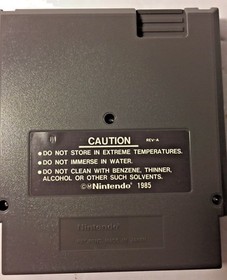 CAUTION REV-A
• DO NOT STORE IN EXTREME TEMPERATURES.
• DO NOT IMMERSE IN WATER.
• DO NOT CLEAN WITH BENZENE, THINNER,
ALCOHOL OR OTHER SUCH SOLVENTS.
©Nintendo 1985
Nintendo